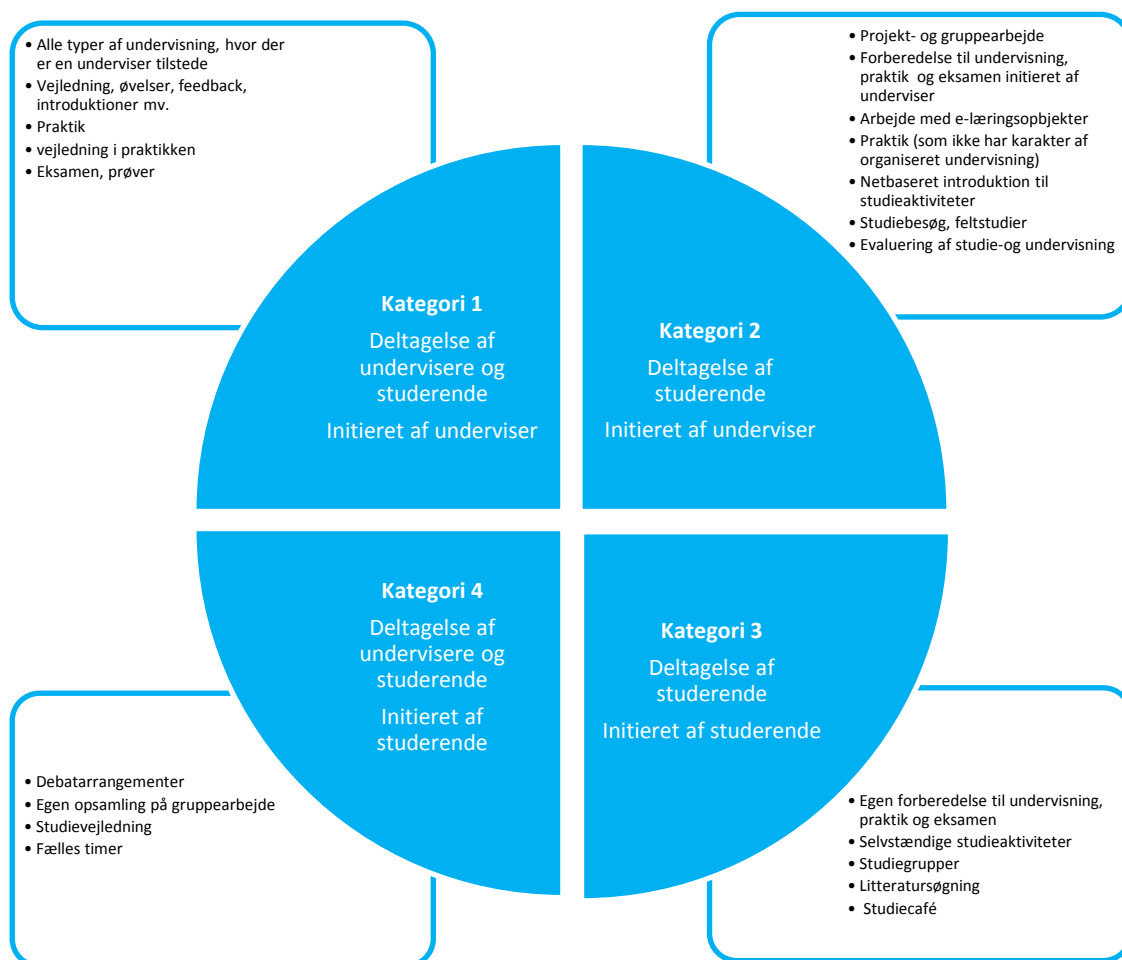 • Alle typer af undervisning, hvor der
er en underviser tilstede
• Vejledning, øvelser, feedback,
introduktioner mv.
• Praktik
• vejledning i praktikken
• Eksamen, prøver
• Projekt- og gruppearbejde
• Forberedelse til undervisning,
praktik og eksamen initieret af
underviser
• Arbejde med e-læringsopbjekter
• Praktik (som ikke har karakter af
organiseret undervisning)
• Netbaseret introduktion til
studieaktiviteter
• Studiebesøg, feltstudier
• Evaluering af studie-og undervisning
Kategori 1
Deltagelse af
undervisere og
studerende
Initieret af underviser
Kategori 2
Deltagelse af
studerende
Initieret af underviser
Kategori 4
Deltagelse af
undervisere og
studerende
Initieret af
studerende
Kategori 3
Deltagelse af
studerende
Initieret af studerende
• Debatarrangementer
• Egen opsamling på gruppearbejde
• Studievejledning
• Fælles timer
• Egen forberedelse til undervisning,
praktik og eksamen
• Selvstændige studieaktiviteter
• Studiegrupper
• Litteratursøgning
• Studiecafé